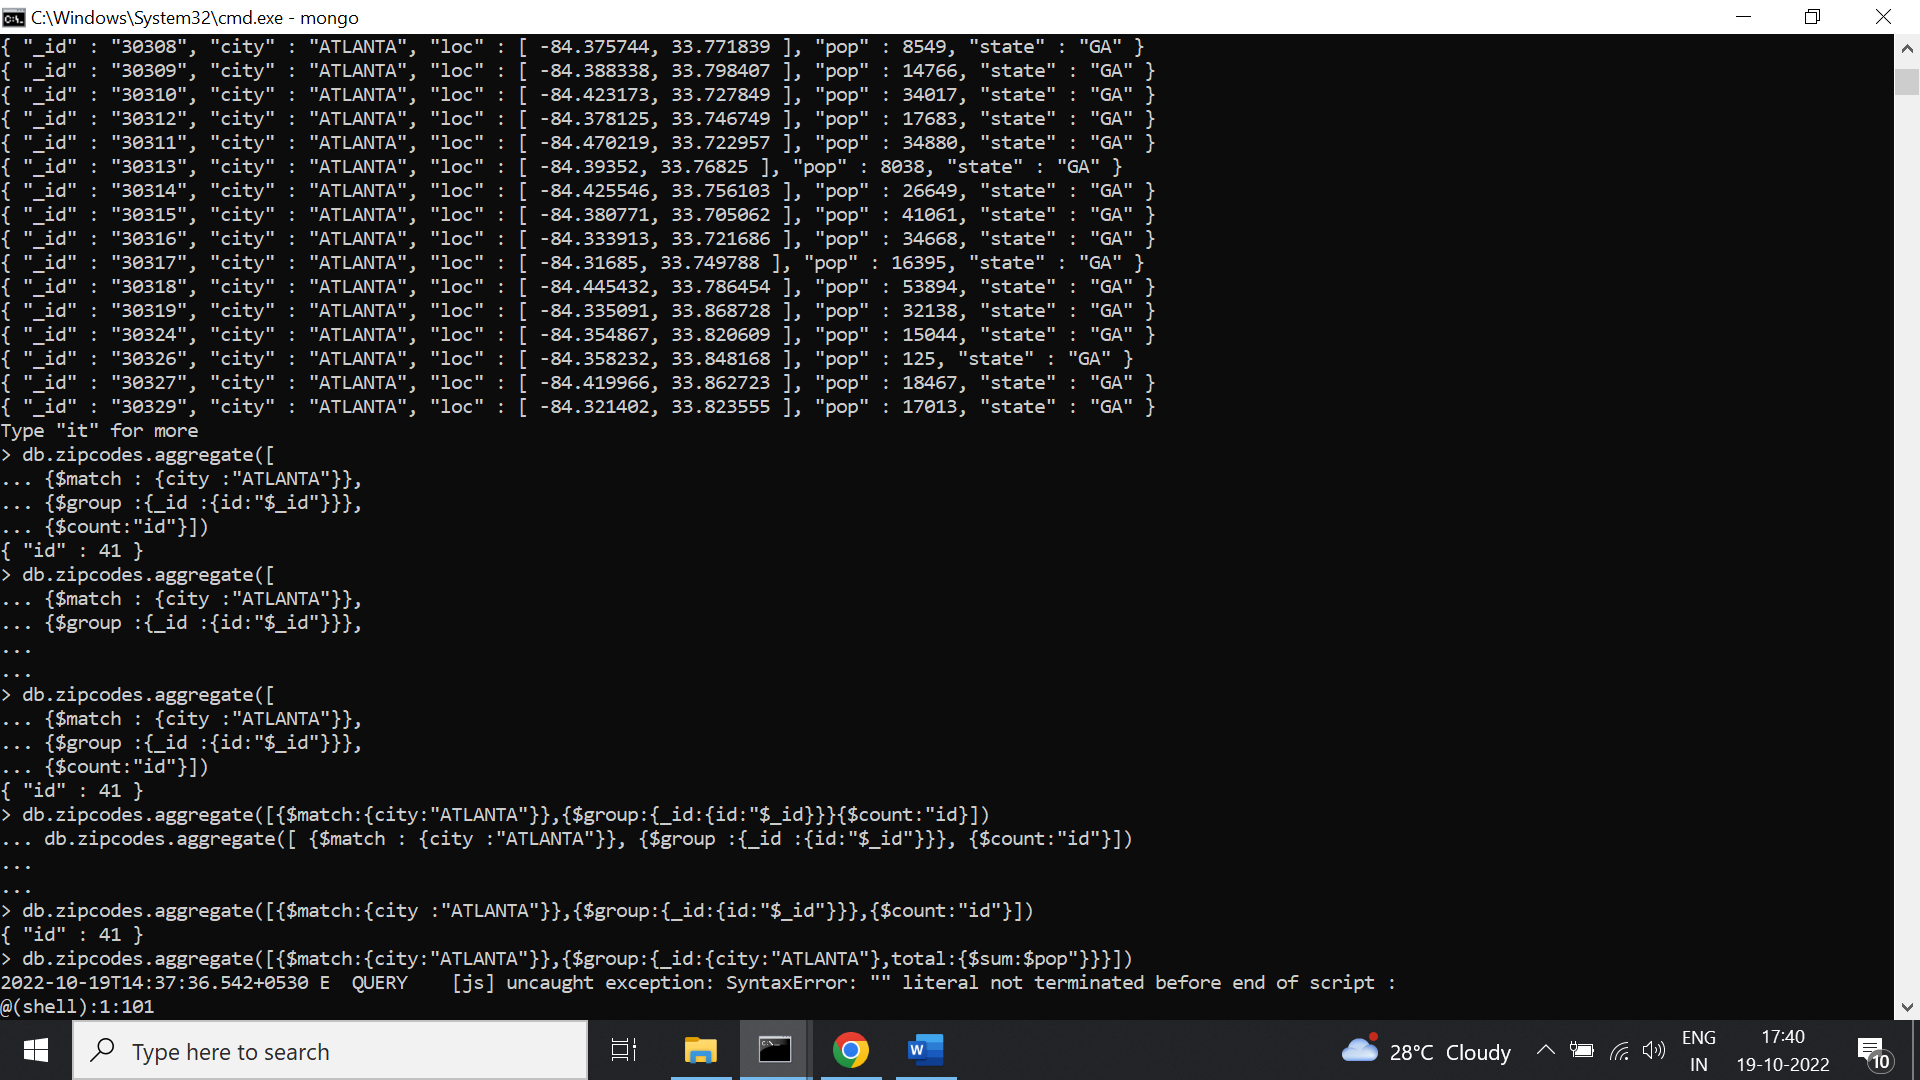 C:\Windows\System32\cmd.exe - mongo
{ "_id" : "30308", "city" : "ATLANTA", "loc" : [ -84.375744, 33.771839 ], "pop" : 8549, "state" : "GA" }
{ "_id" : "30309", "city" : "ATLANTA", "loc" : [ -84.388338, 33.798407 ], "pop" : 14766, "state" : "GA" }
{ "_id" : "30310", "city" : "ATLANTA", "loc" : [ -84.423173, 33.727849 ], "pop" : 34017, "state" : "GA" }
{ "_id" : "30312", "city" : "ATLANTA", "loc" : [ -84.378125, 33.746749 ], "pop" : 17683, "state" : "GA" }
{ "_id" : "30311", "city" : "ATLANTA", "loc" : [ -84.470219, 33.722957 ], "pop" : 34880, "state" : "GA" }
{ "_id" : "30313", "city" : "ATLANTA", "loc" : [ -84.39352, 33.76825 ], "pop" : 8038, "state" : "GA" }
{ "_id" : "30314", "city" : "ATLANTA", "loc" : [ -84.425546, 33.756103 ], "pop" : 26649, "state" : "GA" }
{ "_id" : "30315", "city" : "ATLANTA", "loc" : [ -84.380771, 33.705062 ], "pop" : 41061, "state" : "GA" }
{ "_id" : "30316", "city" : "ATLANTA", "loc" : [ -84.333913, 33.721686 ], "pop" : 34668, "state" : "GA" }
{ "_id" : "30317", "city" : "ATLANTA", "loc" : [ -84.31685, 33.749788 ], "pop" : 16395, "state" : "GA" }
{ "_id" : "30318", "city" : "ATLANTA", "loc" : [ -84.445432, 33.786454 ], "pop" : 53894, "state" : "GA" }
{ "_id" : "30319", "city" : "ATLANTA", "loc" : [ -84.335091, 33.868728 ], "pop" : 32138, "state" : "GA" }
{ "_id" : "30324", "city" : "ATLANTA", "loc" : [ -84.354867, 33.820609 ], "pop" : 15044, "state" : "GA" }
{ "_id" : "30326", "city" : "ATLANTA", "loc" : [ -84.358232, 33.848168 ], "pop" : 125, "state" : "GA" }
{ "_id" : "30327", "city" : "ATLANTA", "loc" : [ -84.419966, 33.862723 ], "pop" : 18467, "state" : "GA" }
{ "_id" : "30329", "city" : "ATLANTA", "loc" : [ -84.321402, 33.823555 ], "pop" : 17013, "state" : "GA" }
Type "it" for more
> db.zipcodes.aggregate([
... {$match : {city :"ATLANTA"}},
... {$group :{_id :{id:"$_id"}}},
... {$count:"id"}])
{ "id" : 41 }
> db.zipcodes.aggregate([
... {$match : {city :"ATLANTA"}},
... {$group :{_id :{id:"$_id"}}},
...
...
> db.zipcodes.aggregate([
... {$match : {city :"ATLANTA"}},
... {$group :{_id :{id:"$_id"}}},
... {$count:"id"}])
{ "id" : 41 }
> db.zipcodes.aggregate([{$match:{city:"ATLANTA"}},{$group:{_id:{id:"$_id}}}{$count:"id}])
... db.zipcodes.aggregate([ {$match : {city :"ATLANTA"}}, {$group :{_id :{id:"$_id"}}}, {$count:"id"}])
...
...
> db.zipcodes.aggregate([{$match:{city :"ATLANTA"}},{$group:{_id:{id:"$_id"}}},{$count:"id"}])
{ "id" : 41 }
> db.zipcodes.aggregate([{$match:{city:"ATLANTA"}},{$group:{_id:{city:"ATLANTA"},total:{$sum:$pop"}}}])
2022-10-19T14:37:36.542+0530 E  QUERY    [js] uncaught exception: SyntaxError: "" literal not terminated before end of script :
@(shell):1:101
Type here to search
W
28°C Cloudy
ENG
IN
17:40
19-10-2022
10